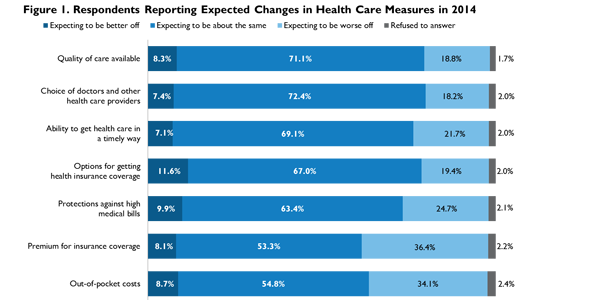 Figure 1. Respondents Reporting Expected Changes in Health Care Measures in 2014
Expecting to be better off Expecting to be about the same Expecting to be worse off Refused to answer
Quality of care available 8.3% 71.1% 18.8% 1.7%
Choice of doctors and other
health care providers 7.4% 72.4% 18.2% 2.0%
Ability to get health care in
a timely way 7.1% 69.1% 21.7% 2.0%
Options for getting
health insurance coverage 11.6% 67.0% 19.4% 2.0%
Protections against high
medical bills 9.9% 63.4% 24.7% 2.1%
Premium for insurance coverage 8.1% 53.3% 36.4% 2.2%
Out-of-pocket costs 8.7% 54.8% 34.1% 2.4%